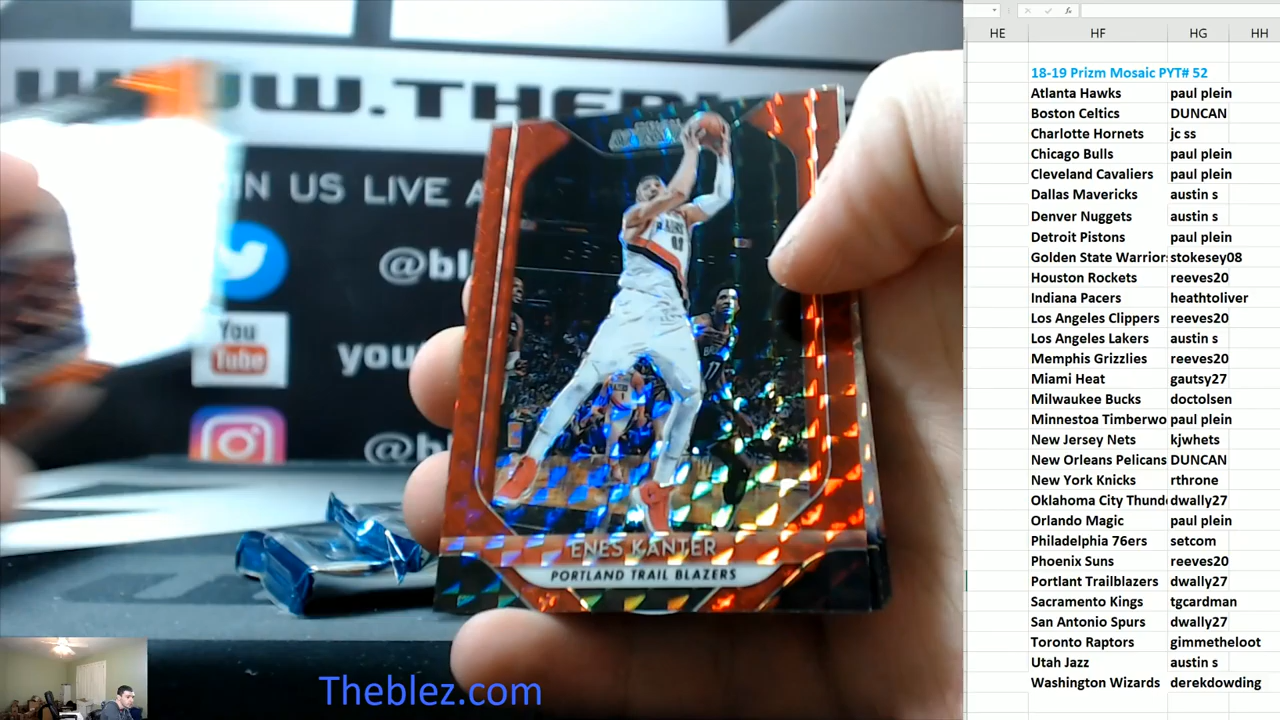 WWW.THEBLE
IN US LIVE A
@bl
You
Tube
yout
@bl
ENES KANTER
PORTLAND TRAIL BLAZERS
Theblez.com
HE HF HG HH
18-19 Prizm Mosaic PYT# 52
Atlanta Hawks paul plein
Boston Celtics DUNCAN
Charlotte Hornets jc ss
Chicago Bulls paul plein
Cleveland Cavaliers paul plein
Dallas Mavericks austin s
Denver Nuggets austin s
Detroit Pistons paul plein
Golden State Warriors stokesey08
Houston Rockets reeves20
Indiana Pacers heathtoliver
Los Angeles Clippers reeves20
Los Angeles Lakers austin s
Memphis Grizzlies reeves20
Miami Heat gautsy27
Milwaukee Bucks doctolsen
Minnestoa Timberwo paul plein
New Jersey Nets kjwhets
New Orleans Pelicans DUNCAN
New York Knicks rthrone
Oklahoma City Thund dwally27
Orlando Magic paul plein
Philadelphia 76ers setcom
Phoenix Suns reeves20
Portlant Trailblazers dwally27
Sacramento Kings tgcardman
San Antonio Spurs dwally27
Toronto Raptors gimmetheloot
Utah Jazz austin s
Washington Wizards derekdowding